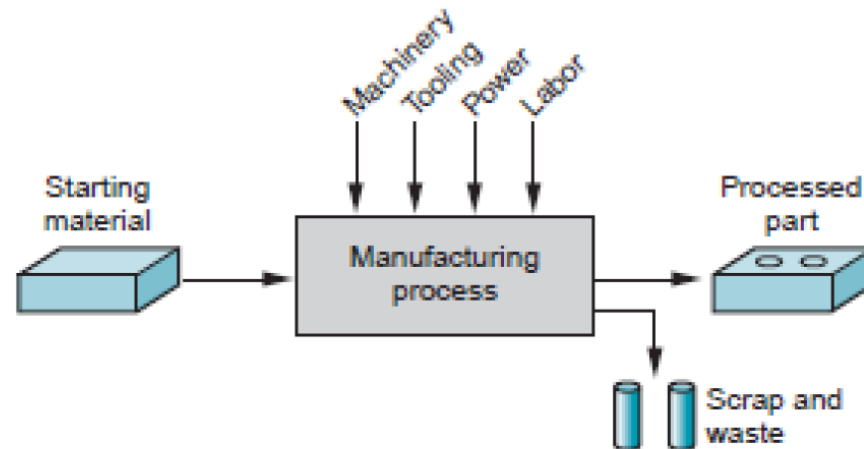 Machinery
Tooling
Power
Labor
Starting
material
Manufacturing
process
Processed
part
Scrap and
waste